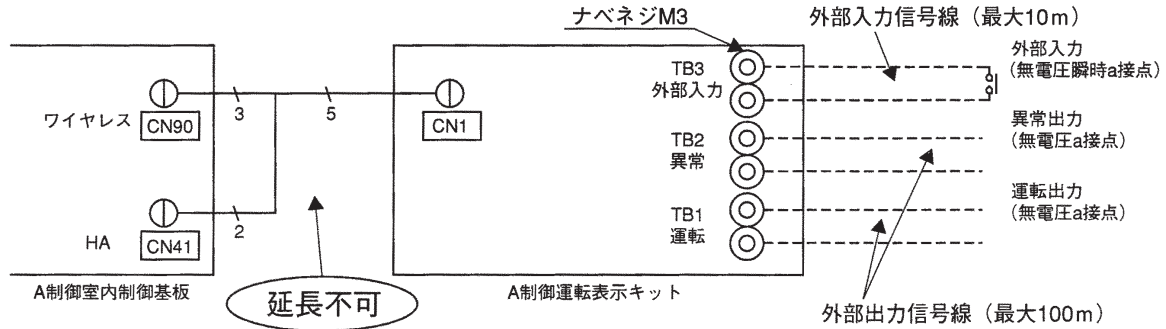 ナベネジM3
外部入力信号線（最大10m）
TB3
外部入力
外部入力
（無電圧瞬時a接点）
ワイヤレス
CN90
3
5
CN1
TB2
異常
異常出力
（無電圧a接点）
HA
CN41
2
TB1
運転
運転出力
（無電圧a接点）
A制御室内制御基板
延長不可
A制御運転表示キット
外部出力信号線（最大100m）